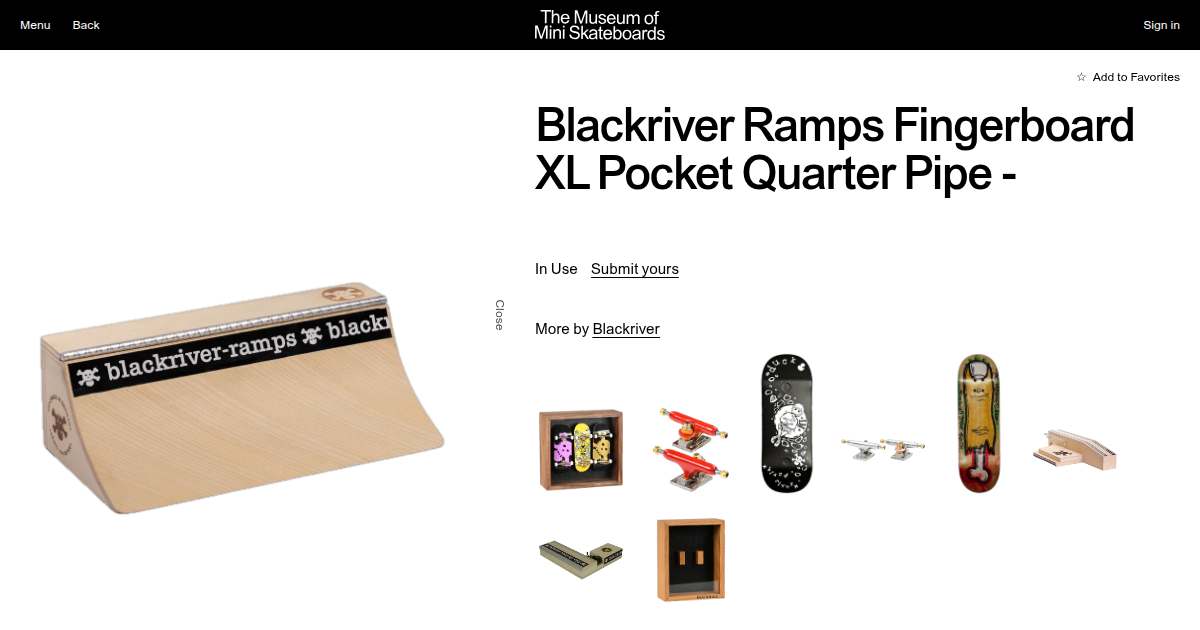 Menu
Back
The Museum of
Mini Skateboards
Sign in
☆ Add to Favorites
Blackriver Ramps Fingerboard
XL Pocket Quarter Pipe -
In Use
Submit yours
Close
More by Blackriver
blackriver-ramps